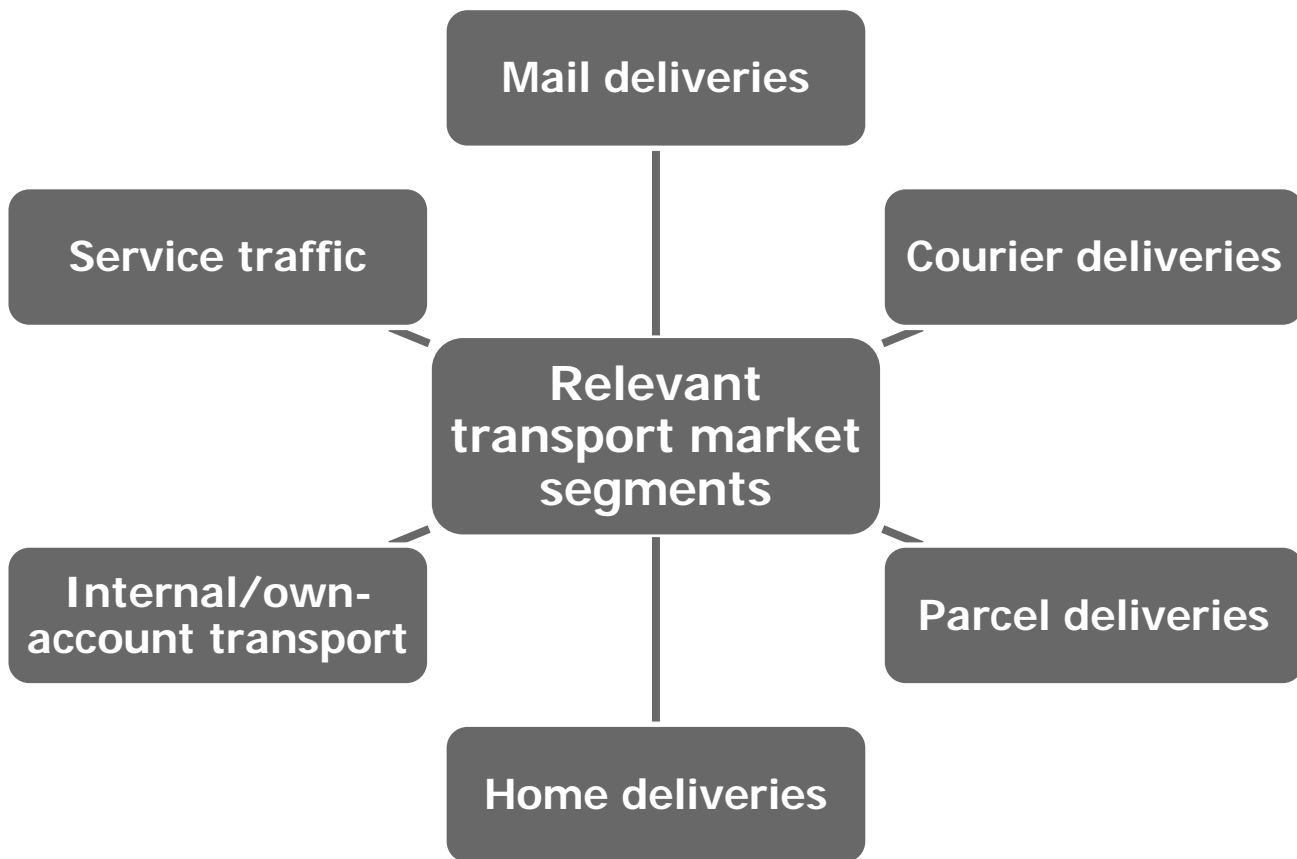 Mail deliveries
Service traffic
Courier deliveries
Relevant
transport market
segments
Internal/own-
account transport
Parcel deliveries
Home deliveries